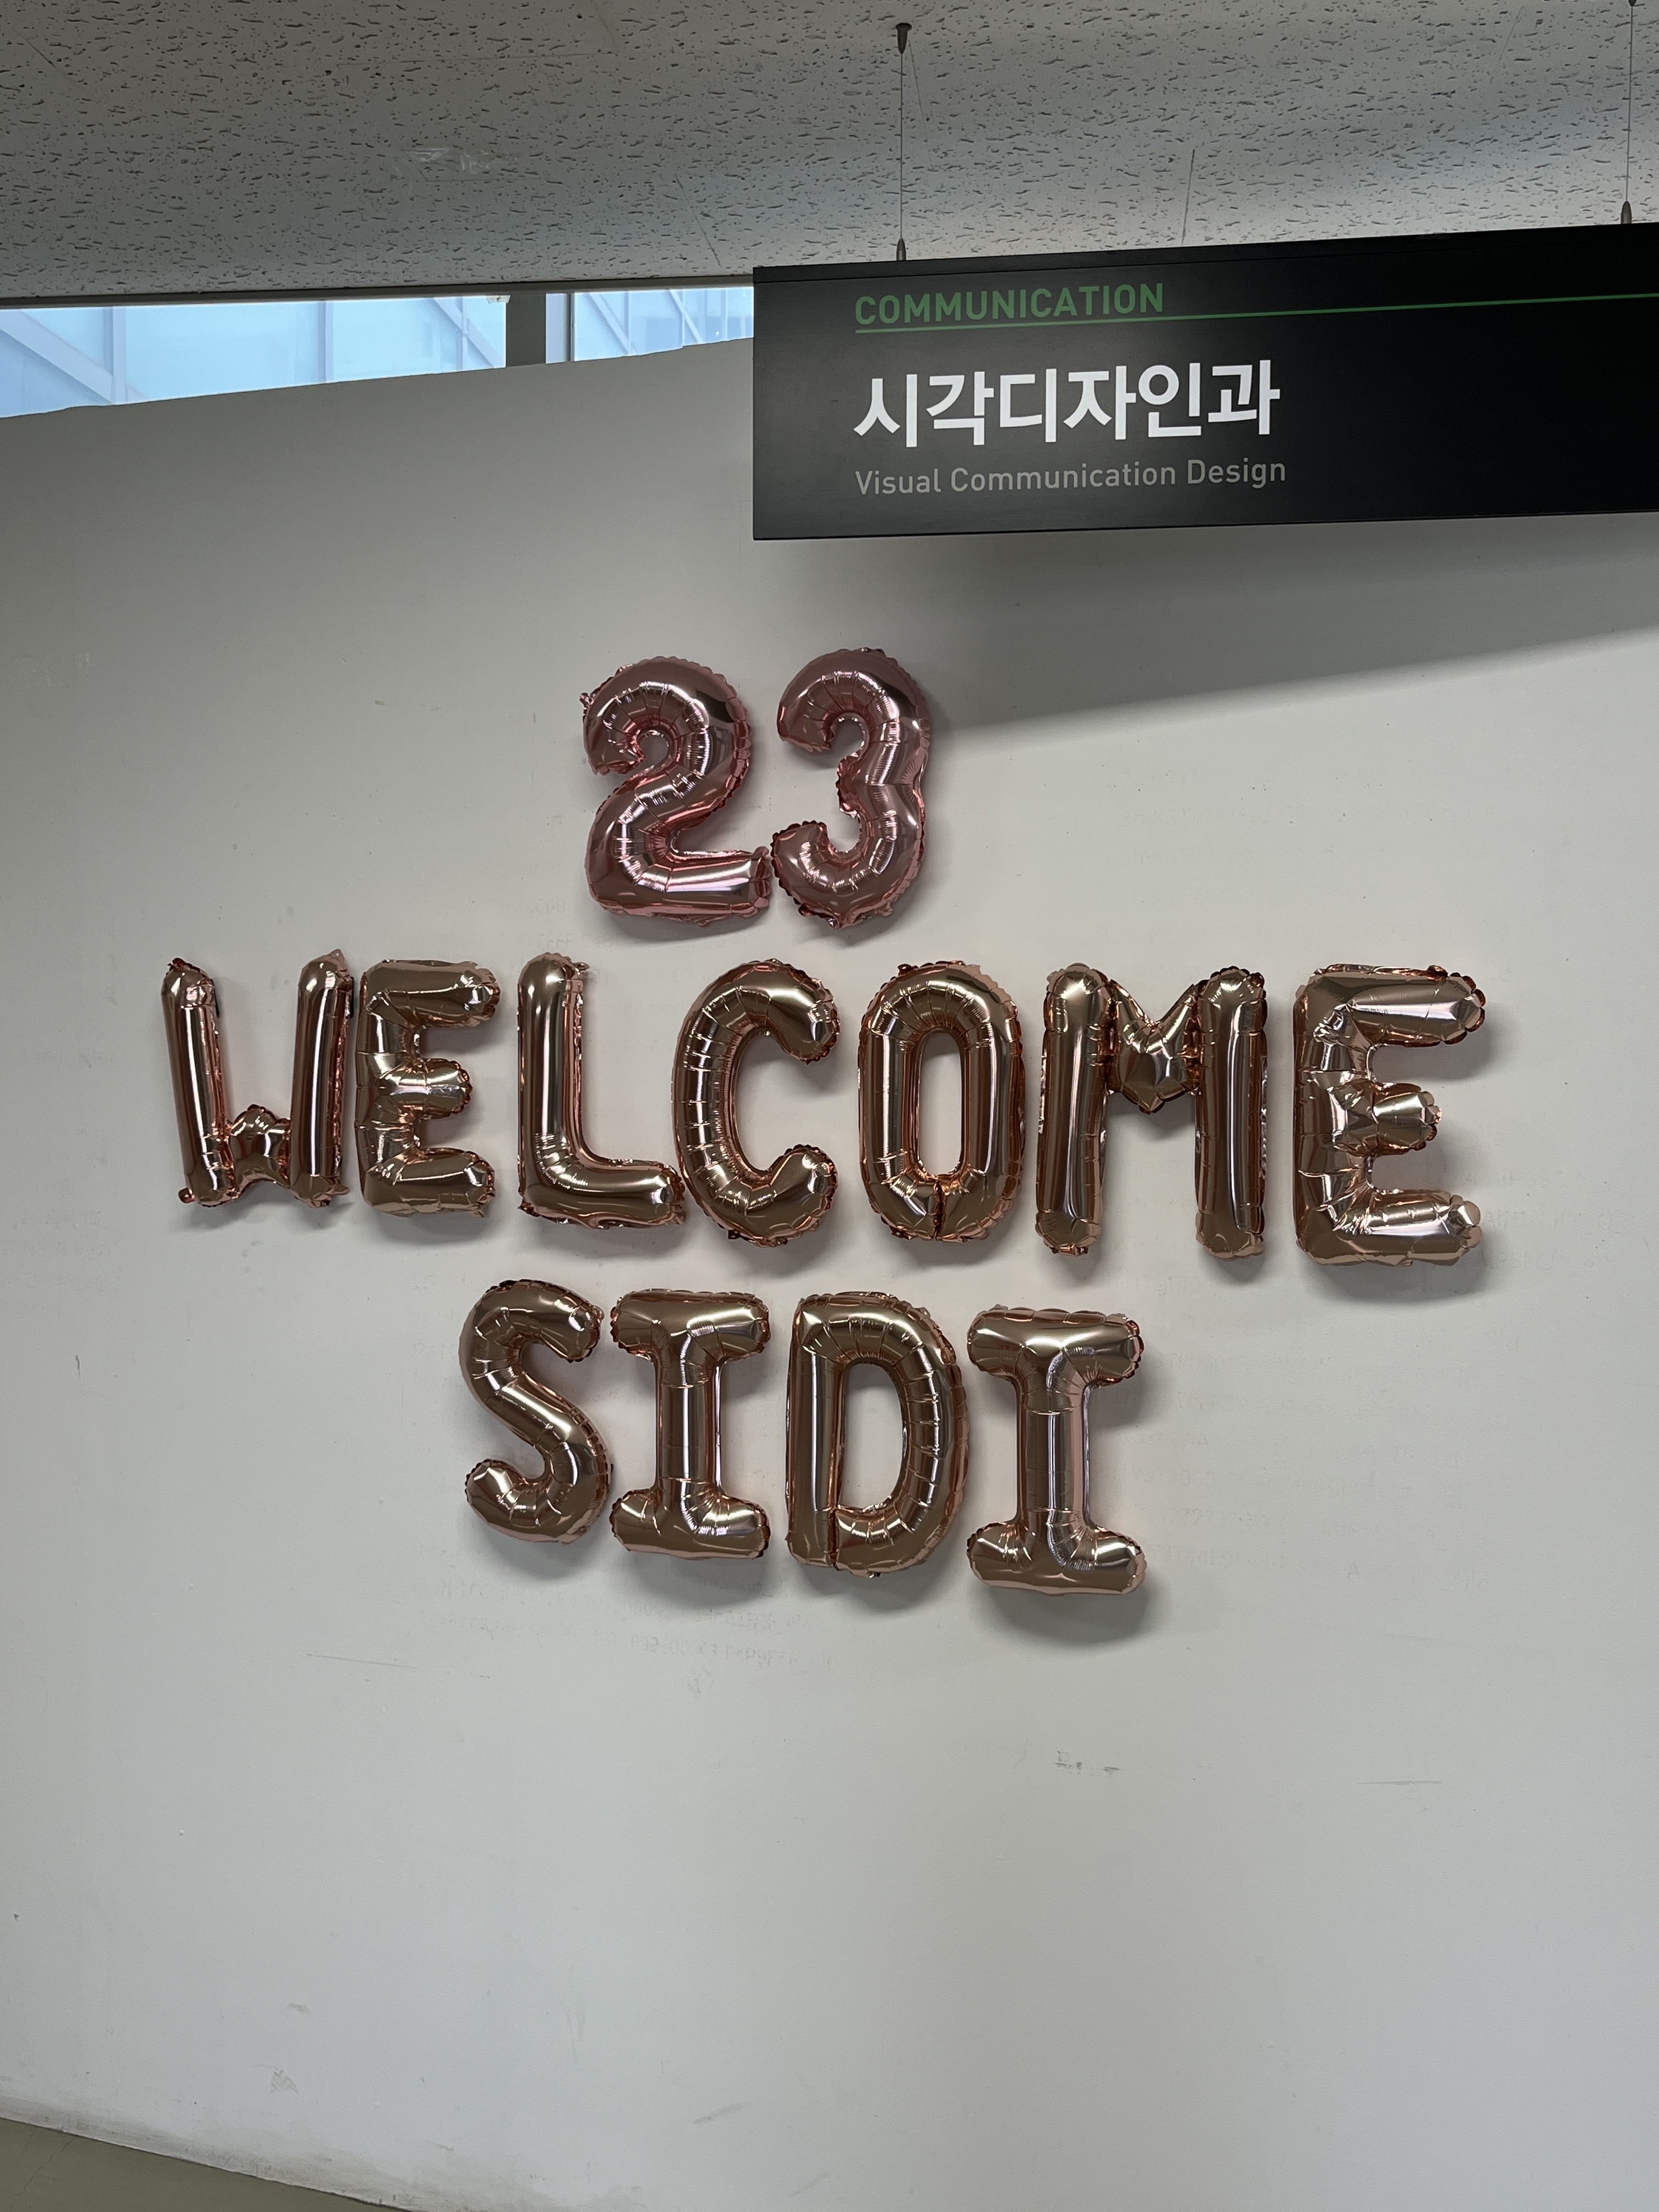 COMMUNICATION
시각디자인과
Visual Communication Design
23
WELCOME
SIDI